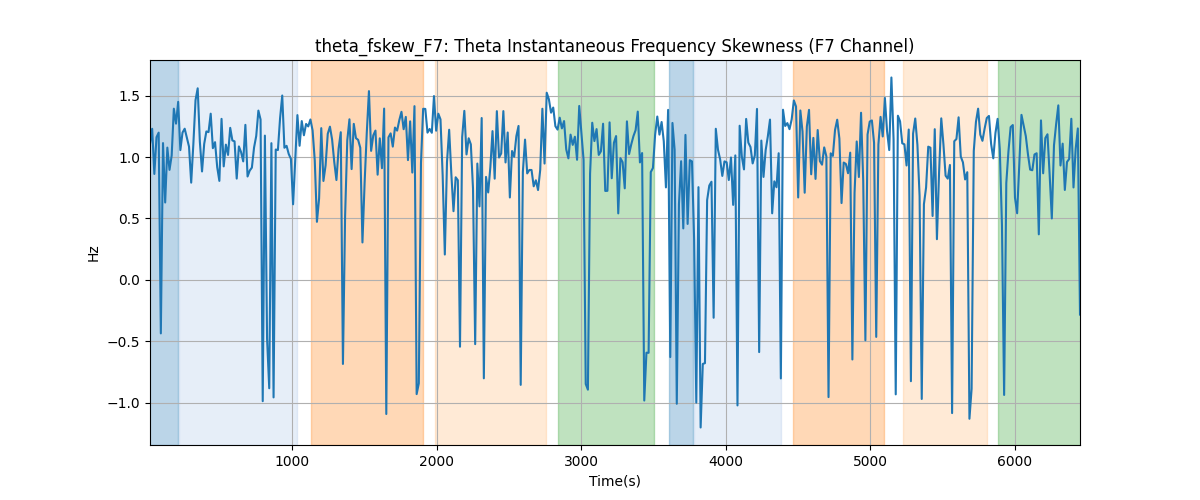 theta_fskew_F7: Theta Instantaneous Frequency Skewness (F7 Channel)
1.5
1.0
0.5
0.0
−0.5
−1.0
Hz
1000 2000 3000 4000 5000 6000
Time(s)